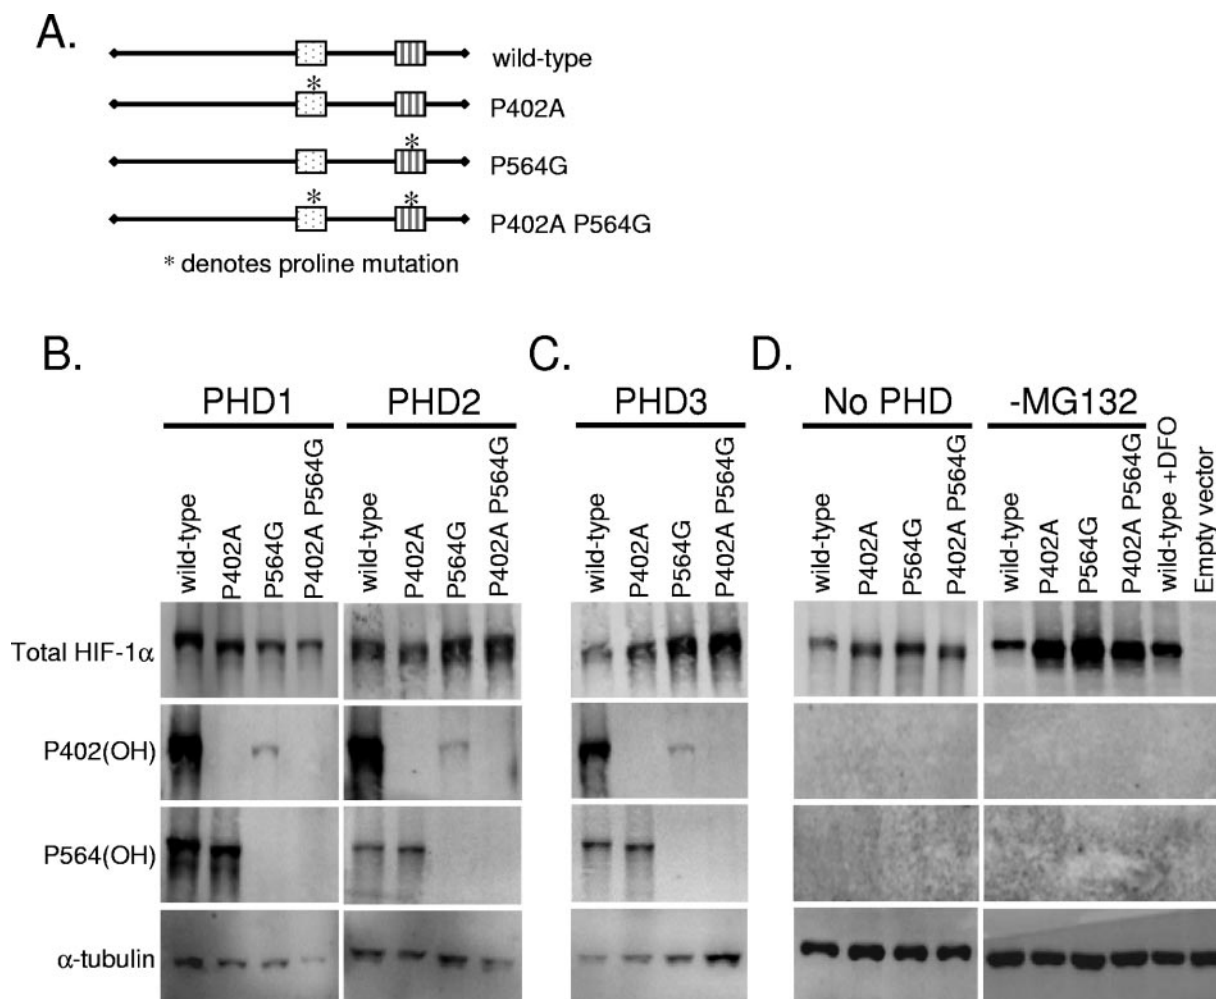 A.
wild-type
*
P402A
*
P564G
* *
P402A P564G
* denotes proline mutation
B. C. D.
PHD1 PHD2 PHD3 No PHD -MG132
wild-type P402A P564G P402A P564G wild-type P402A P564G P402A P564G wild-type P402A P564G P402A P564G wild-type P402A P564G P402A P564G wild-type P402A P564G P402A P564G wild-type +DFO Empty vector
Total HIF-1α
P402(OH)
P564(OH)
α-tubulin